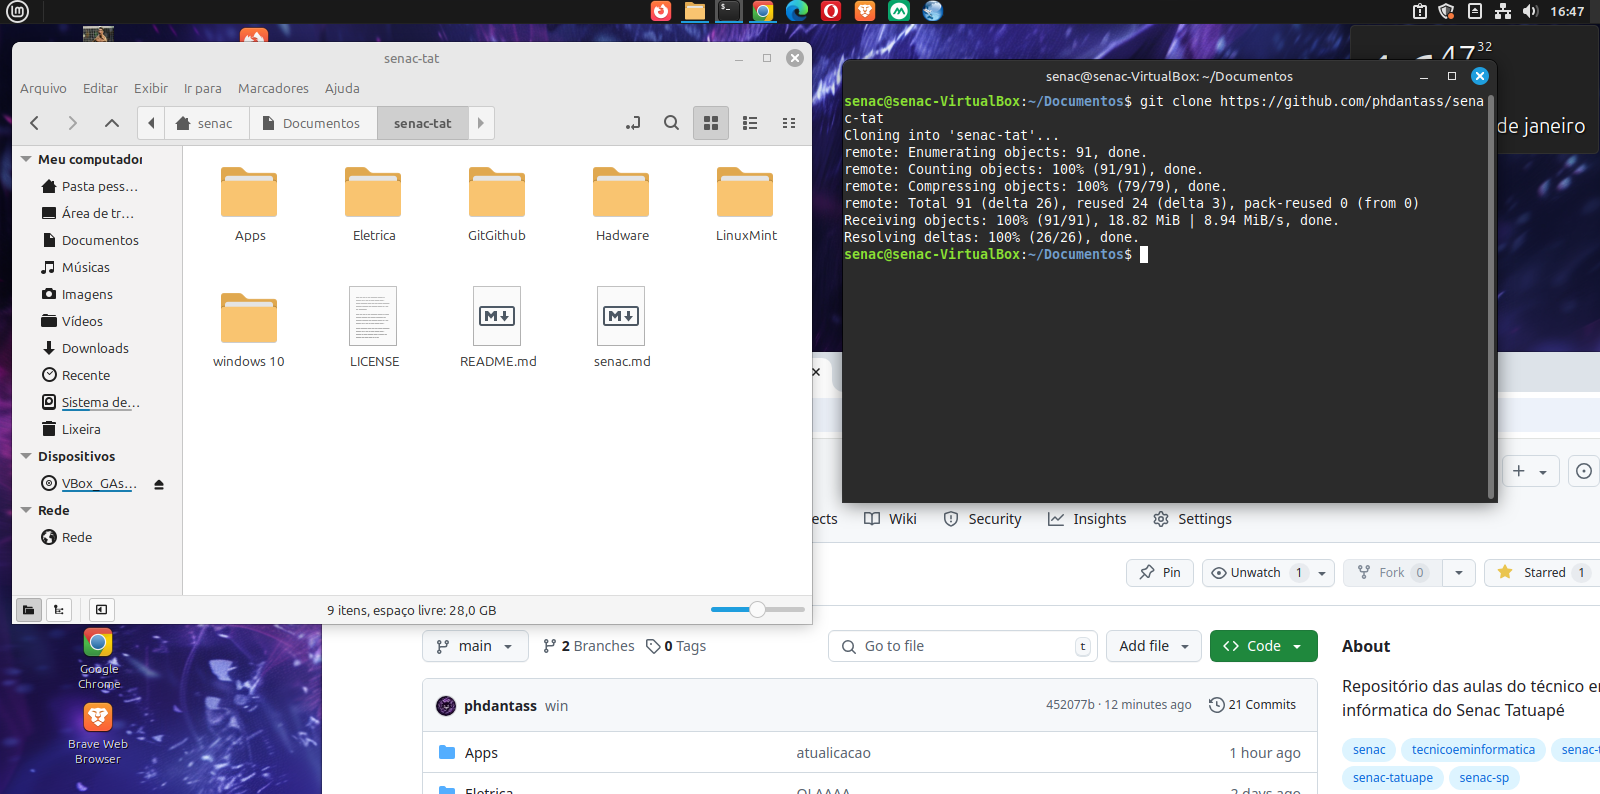 16:47
senac-tat
Arquivo Editar Exibir Ir para Marcadores Ajuda
senac Documentos senac-tat
Meu computador
Pasta pess...
Área de tr...
Documentos
Músicas
Imagens
Vídeos
Downloads
Recente
Sistema de...
Lixeira
Dispositivos
VBox_GAs...
Rede
Rede
Apps Eletrica GitGithub Hadware LinuxMint
windows 10 LICENSE README.md senac.md
9 itens, espaço livre: 28,0 GB
47 32
de janeiro
senac@senac-VirtualBox: ~/Documentos
senac@senac-VirtualBox:~/Documentos$ git clone https://github.com/phdantass/sena
c-tat
Cloning into 'senac-tat'...
remote: Enumerating objects: 91, done.
remote: Counting objects: 100% (91/91), done.
remote: Compressing objects: 100% (79/79), done.
remote: Total 91 (delta 26), reused 24 (delta 3), pack-reused 0 (from 0)
Receiving objects: 100% (91/91), 18.82 MiB | 8.94 MiB/s, done.
Resolving deltas: 100% (26/26), done.
senac@senac-VirtualBox:~/Documentos$
ects Wiki Security Insights Settings
Pin Unwatch 1 Fork 0 Starred 1
main 2 Branches 0 Tags Go to file t Add file Code About
phdantass win 452077b · 12 minutes ago 21 Commits
Apps atualicacao 1 hour ago
Eletrica OLAAAA 2 days ago
Repositório das aulas do técnico e
infórmatica do Senac Tatuapé
senac tecnicoeminformatica senac-t
senac-tatuape senac-sp
Google
Chrome
Brave Web
Browser